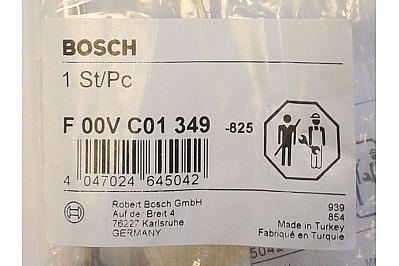 BOSCH
1 St/Pc
F 00V C01 349 -825
4 047024 645042
Robert Bosch GmbH
Auf der Breit 4
76227 Karlsruhe
GERMANY
939
854
Made in Turkey
Fabriqué en Turquie